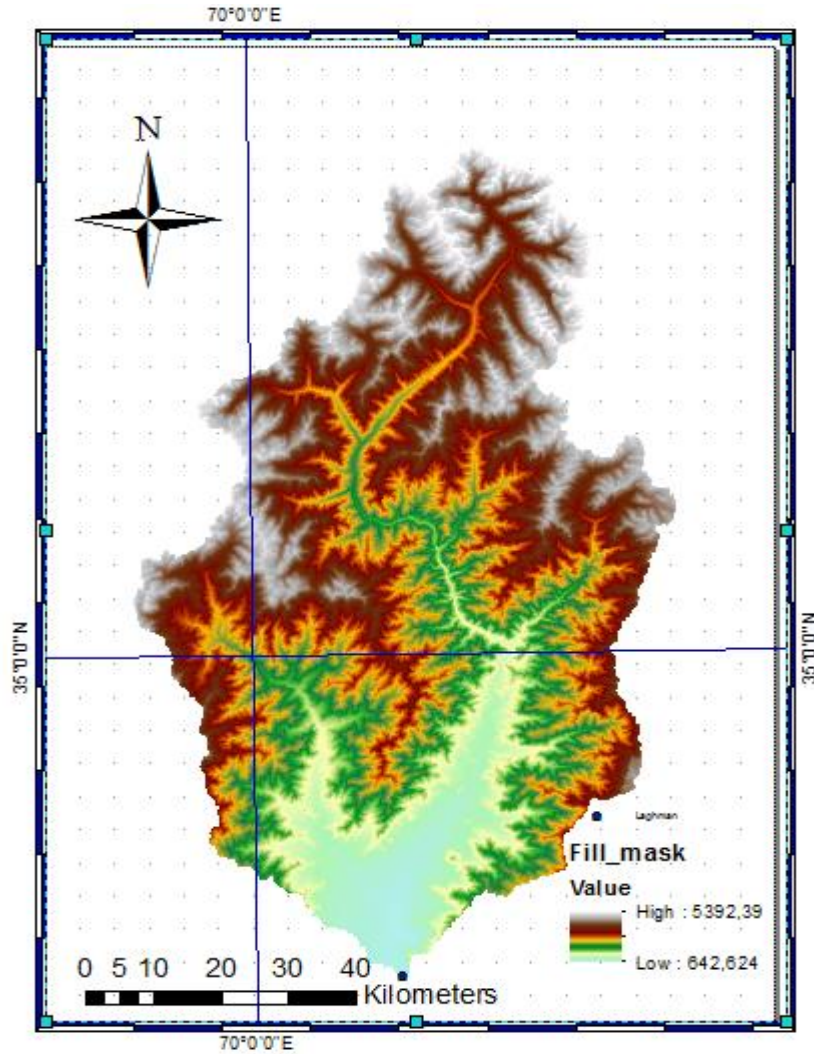 70°0'0"E
N
35°0'0"N
35°0'0"N
Laghman
Fill_mask
Value
High : 5392,39
Low : 642,624
0 5 10 20 30 40
Kilometers
70°0'0"E